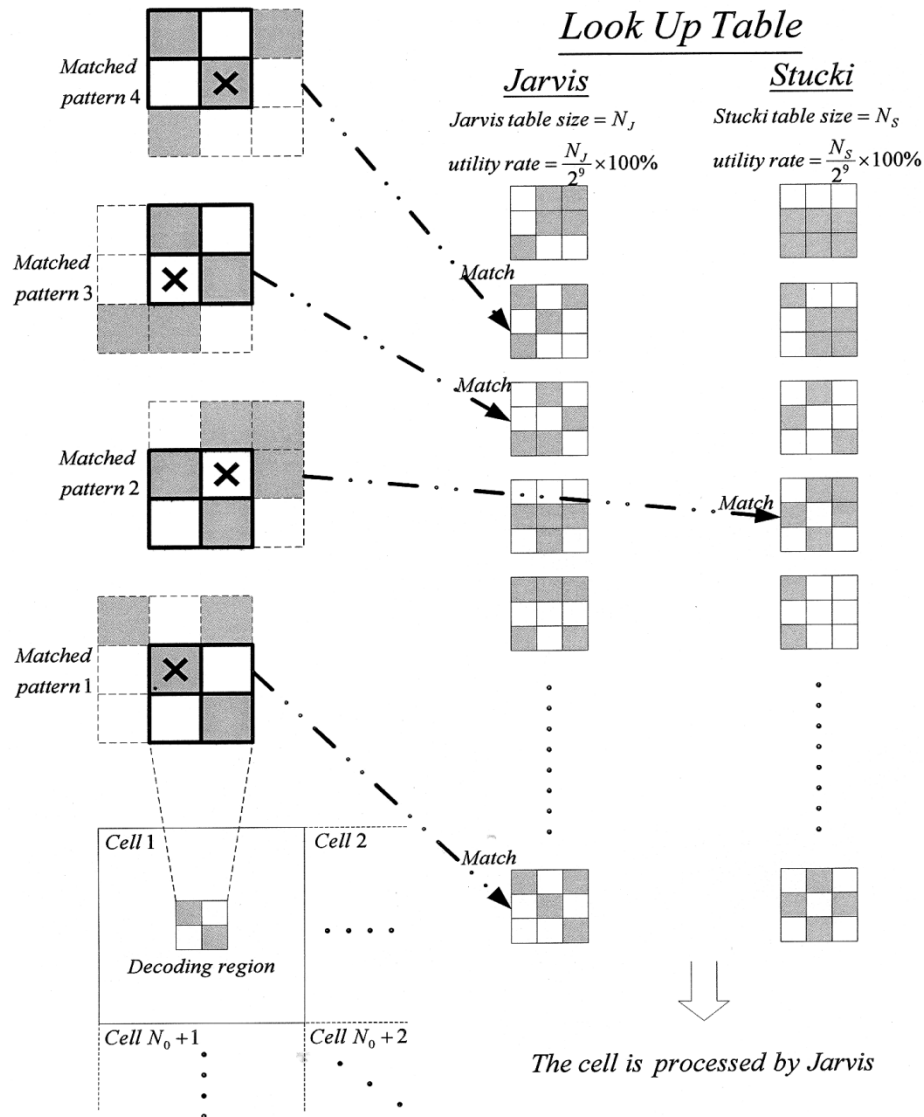 Look Up Table
Jarvis
Stucki
Jarvis table size = N_J
Stucki table size = N_S
utility rate = N_J/2^9 × 100%
utility rate = N_S/2^9 × 100%
Matched
pattern 4
Match
Matched
pattern 3
Match
Matched
pattern 2
Match
Matched
pattern 1
Match
Cell 1
Cell 2
Decoding region
Cell N_0 + 1
Cell N_0 + 2
The cell is processed by Jarvis